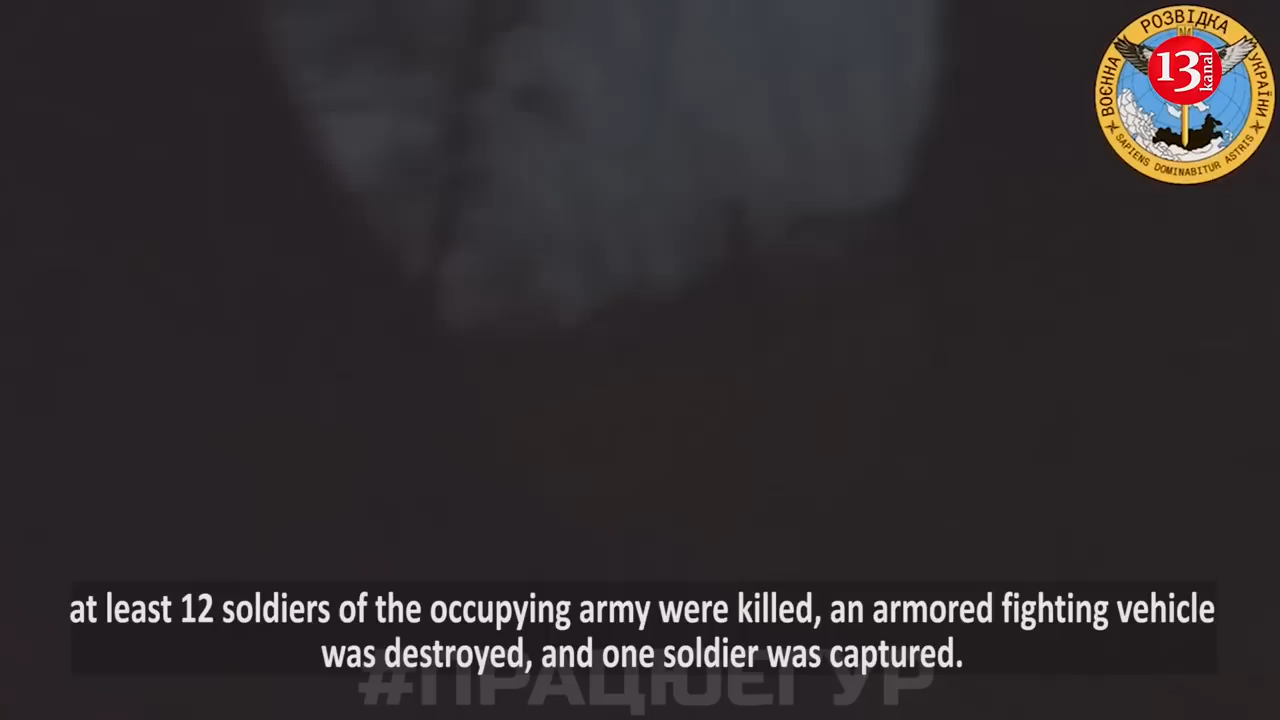 ВОЄННА РОЗВІДКА УКРАЇНИ
13 kanal
SAPIENS DOMINABITUR ASTRIS
at least 12 soldiers of the occupying army were killed, an armored fighting vehicle
was destroyed, and one soldier was captured.
#ПРАЦЮЄГУР